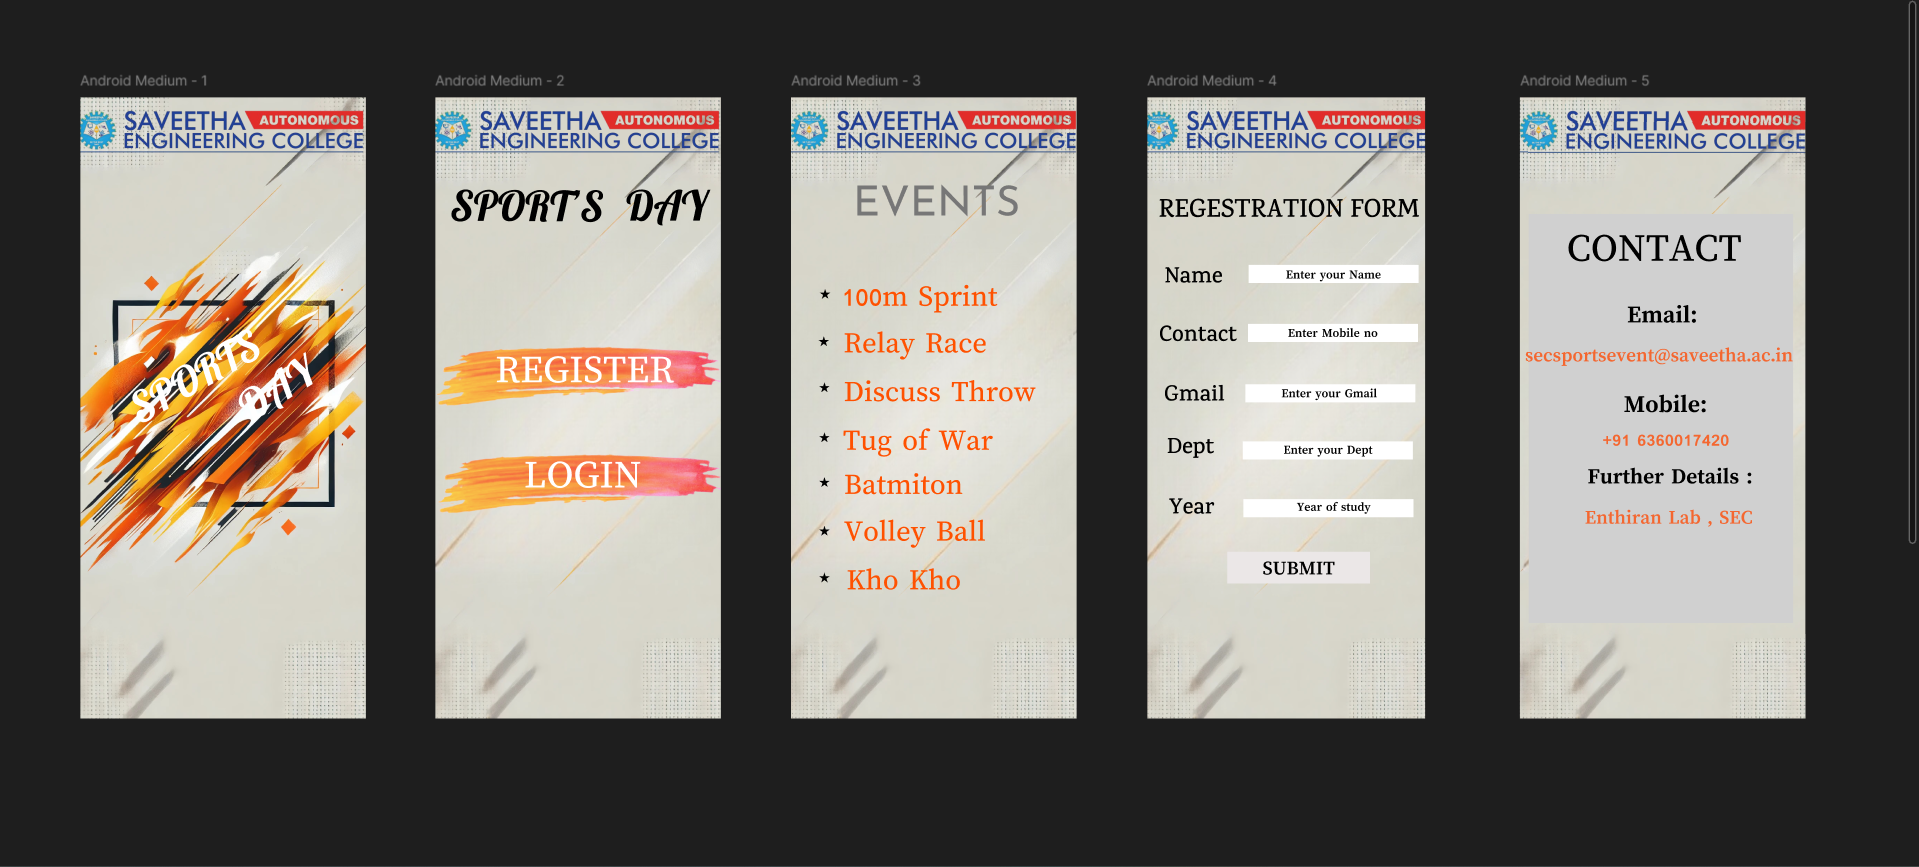 Android Medium - 1
SAVEETHA AUTONOMOUS
ENGINEERING COLLEGE
SPORTS
DAY
Android Medium - 2
SAVEETHA AUTONOMOUS
ENGINEERING COLLEGE
SPORT'S DAY
REGISTER
LOGIN
Android Medium - 3
SAVEETHA AUTONOMOUS
ENGINEERING COLLEGE
EVENTS
★ 100m Sprint
★ Relay Race
★ Discuss Throw
★ Tug of War
★ Batmiton
★ Volley Ball
★ Kho Kho
Android Medium - 4
SAVEETHA AUTONOMOUS
ENGINEERING COLLEGE
REGESTRATION FORM
Name Enter your Name
Contact Enter Mobile no
Gmail Enter your Gmail
Dept Enter your Dept
Year Year of study
SUBMIT
Android Medium - 5
SAVEETHA AUTONOMOUS
ENGINEERING COLLEGE
CONTACT
Email:
secsportsevent@saveetha.ac.in
Mobile:
+91 6360017420
Further Details :
Enthiran Lab , SEC